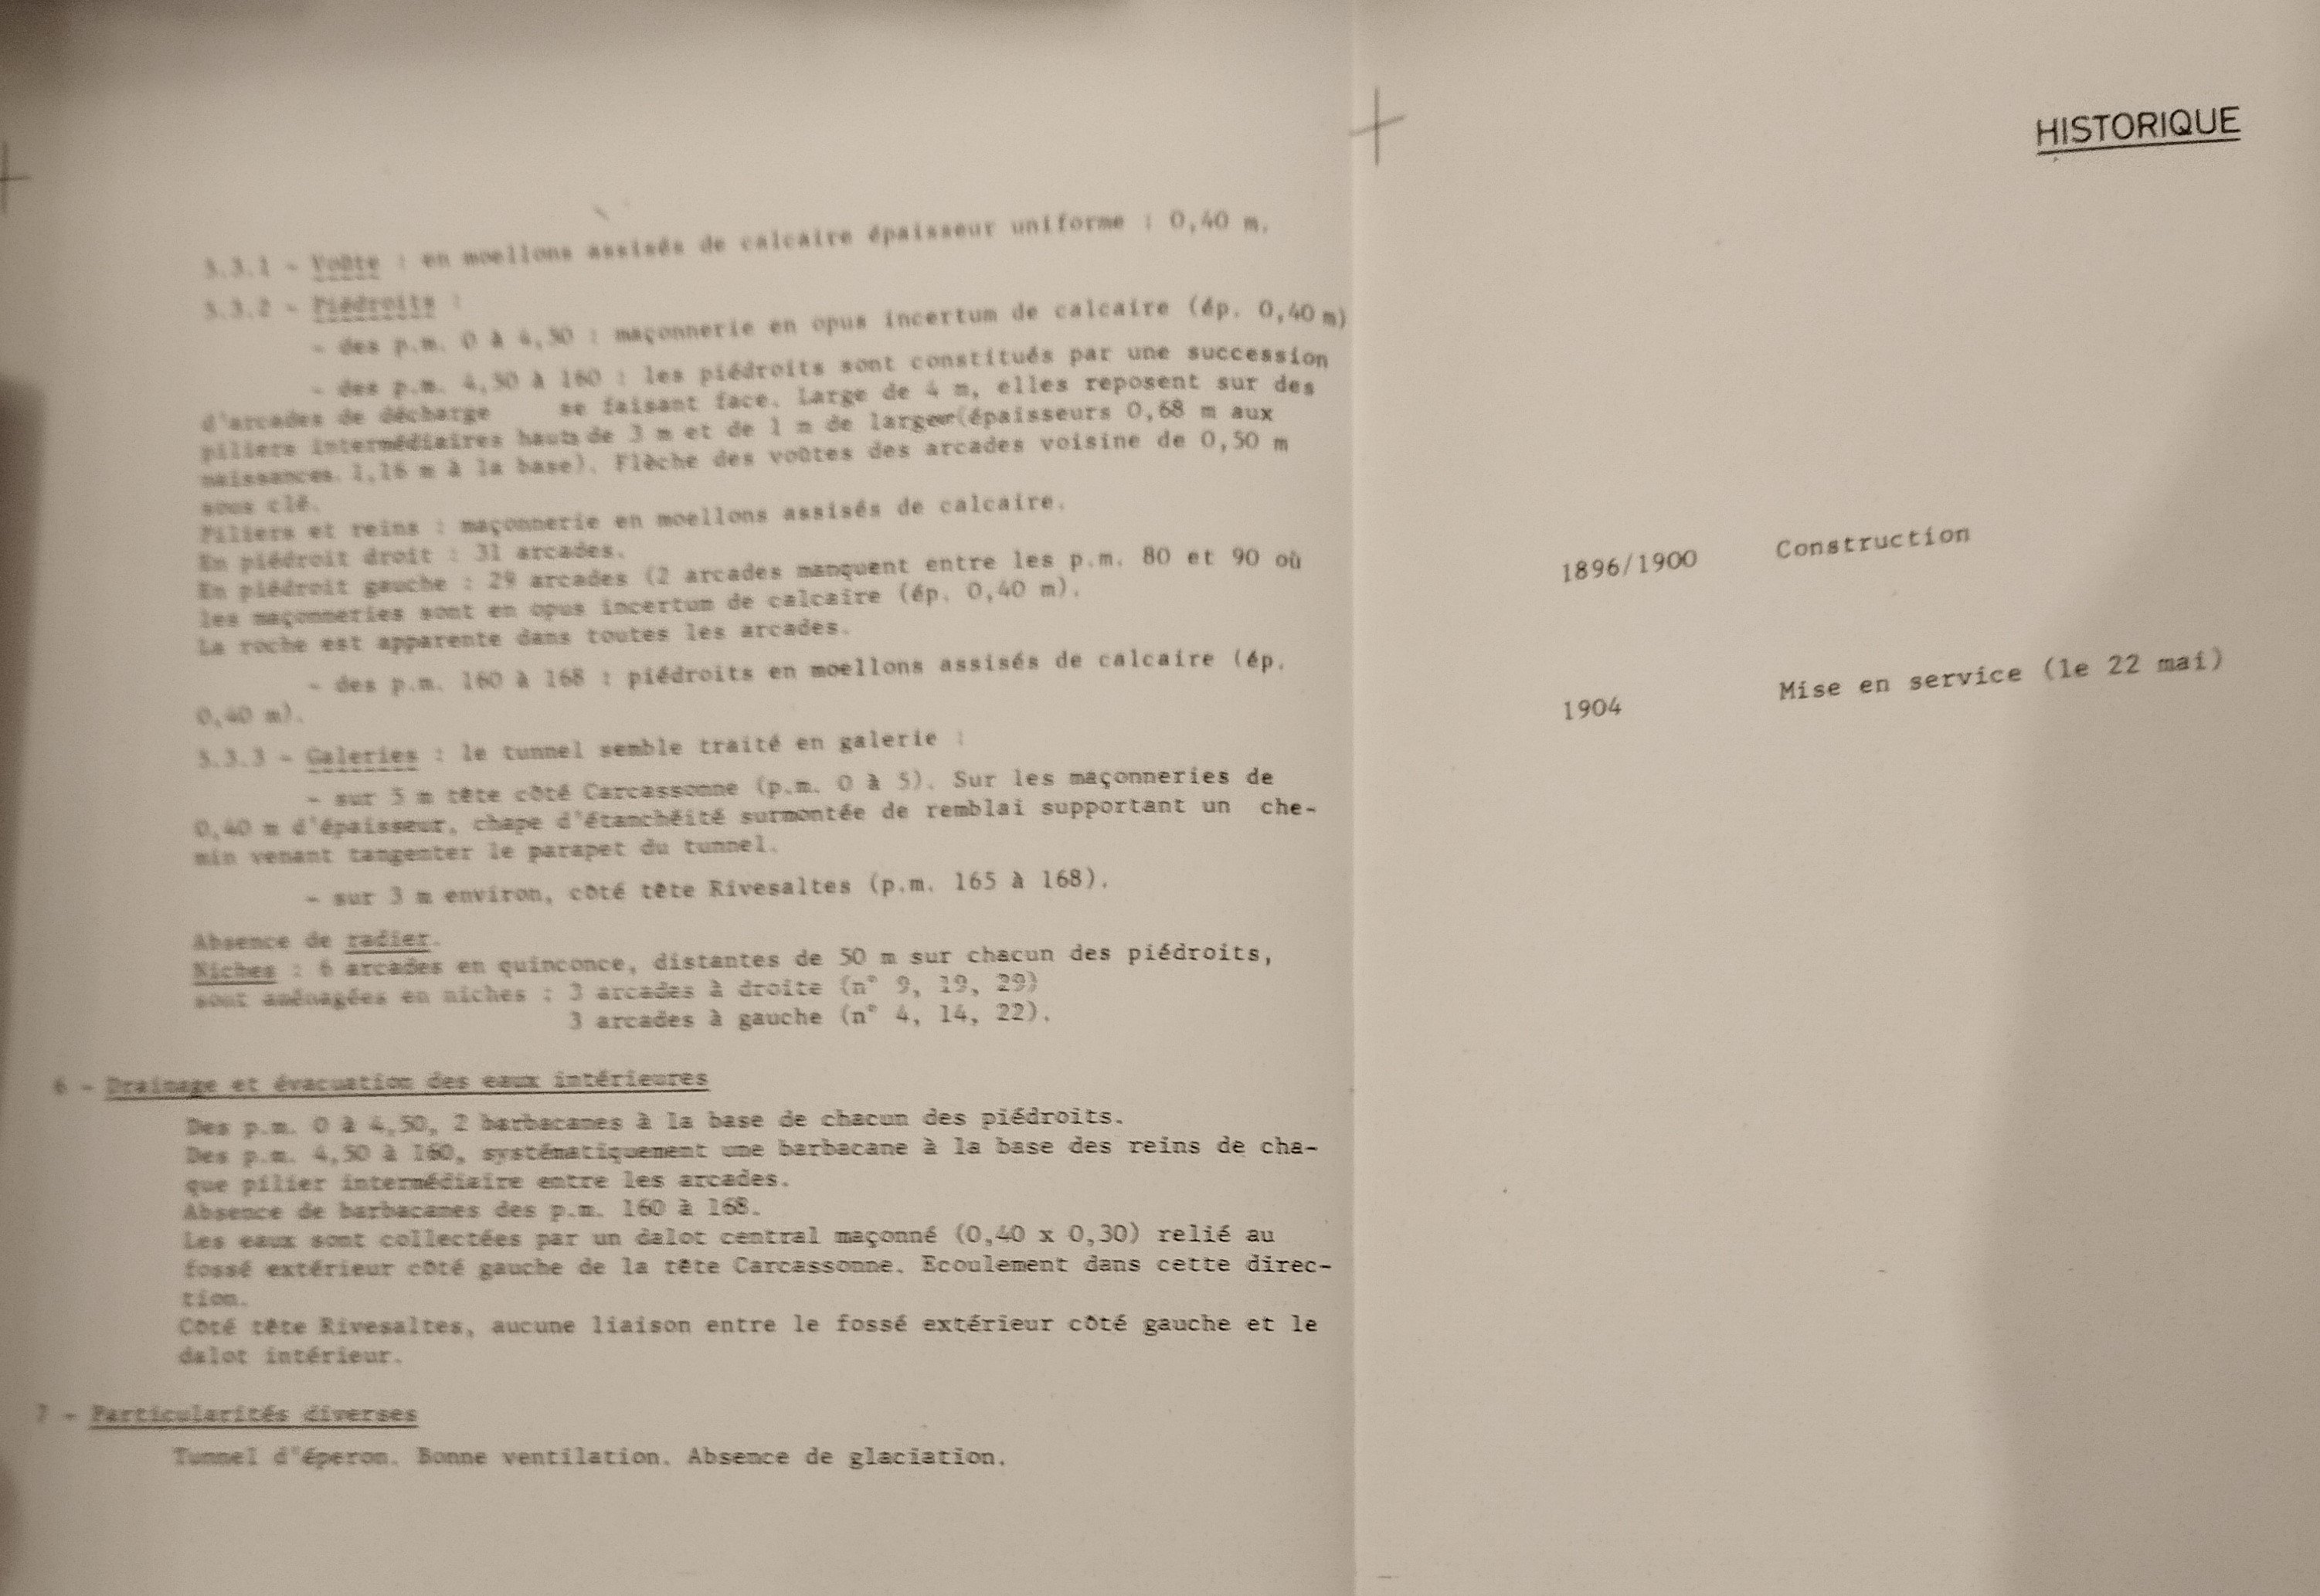 5.3.1 - Voûte : en moellons assisés de calcaire épaisseur uniforme : 0,40 m.
5.3.2 - Piédroits :
- des p.m. 0 à 4,50 : maçonnerie en opus incertum de calcaire (ép. 0,40 m)
- des p.m. 4,50 à 160 : les piédroits sont constitués par une succession
d'arcades de décharge se faisant face. Large de 4 m, elles reposent sur des
piliers intermédiaires hauts de 3 m et de 1 m de large (épaisseurs 0,68 m aux
naissances, 1,16 m à la base). Flèche des voûtes des arcades voisine de 0,50 m
sous clé.
Piliers et reins : maçonnerie en moellons assisés de calcaire.
En piédroit droit : 31 arcades.
En piédroit gauche : 29 arcades (2 arcades manquent entre les p.m. 80 et 90 où
les maçonneries sont en opus incertum de calcaire (ép. 0,40 m).
La roche est apparente dans toutes les arcades.
- des p.m. 160 à 168 : piédroits en moellons assisés de calcaire (ép.
0,40 m).
5.3.3 - Galeries : le tunnel semble traité en galerie :
- sur 5 m tête côté Carcassonne (p.m. 0 à 5). Sur les maçonneries de
0,40 m d'épaisseur, chape d'étanchéité surmontée de remblai supportant un che-
min venant tangenter le parapet du tunnel.
- sur 3 m environ, côté tête Rivesaltes (p.m. 165 à 168).
Absence de radier.
Niches : 6 arcades en quinconce, distantes de 50 m sur chacun des piédroits,
sont aménagées en niches : 3 arcades à droite (n° 9, 19, 29)
3 arcades à gauche (n° 4, 14, 22).
6 - Drainage et évacuation des eaux intérieures
Des p.m. 0 à 4,50, 2 barbacanes à la base de chacun des piédroits.
Des p.m. 4,50 à 160, systématiquement une barbacane à la base des reins de cha-
que pilier intermédiaire entre les arcades.
Absence de barbacanes des p.m. 160 à 168.
Les eaux sont collectées par un dalot central maçonné (0,40 x 0,30) relié au
fossé extérieur côté gauche de la tête Carcassonne. Ecoulement dans cette direc-
tion.
Côté tête Rivesaltes, aucune liaison entre le fossé extérieur côté gauche et le
dalot intérieur.
7 - Particularités diverses
Tunnel d'éperon. Bonne ventilation. Absence de glaciation.
HISTORIQUE
1896/1900 Construction
1904 Mise en service (le 22 mai)